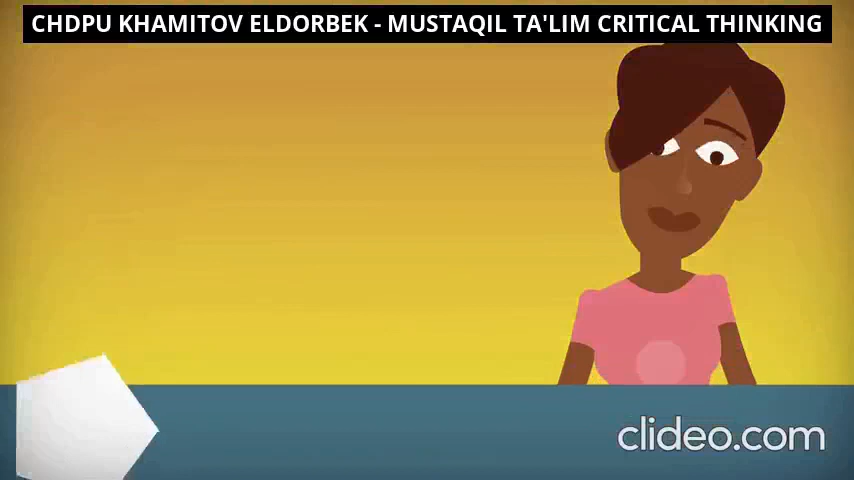 CHDPU KHAMITOV ELDORBEK - MUSTAQIL TA'LIM CRITICAL THINKING
clideo.com